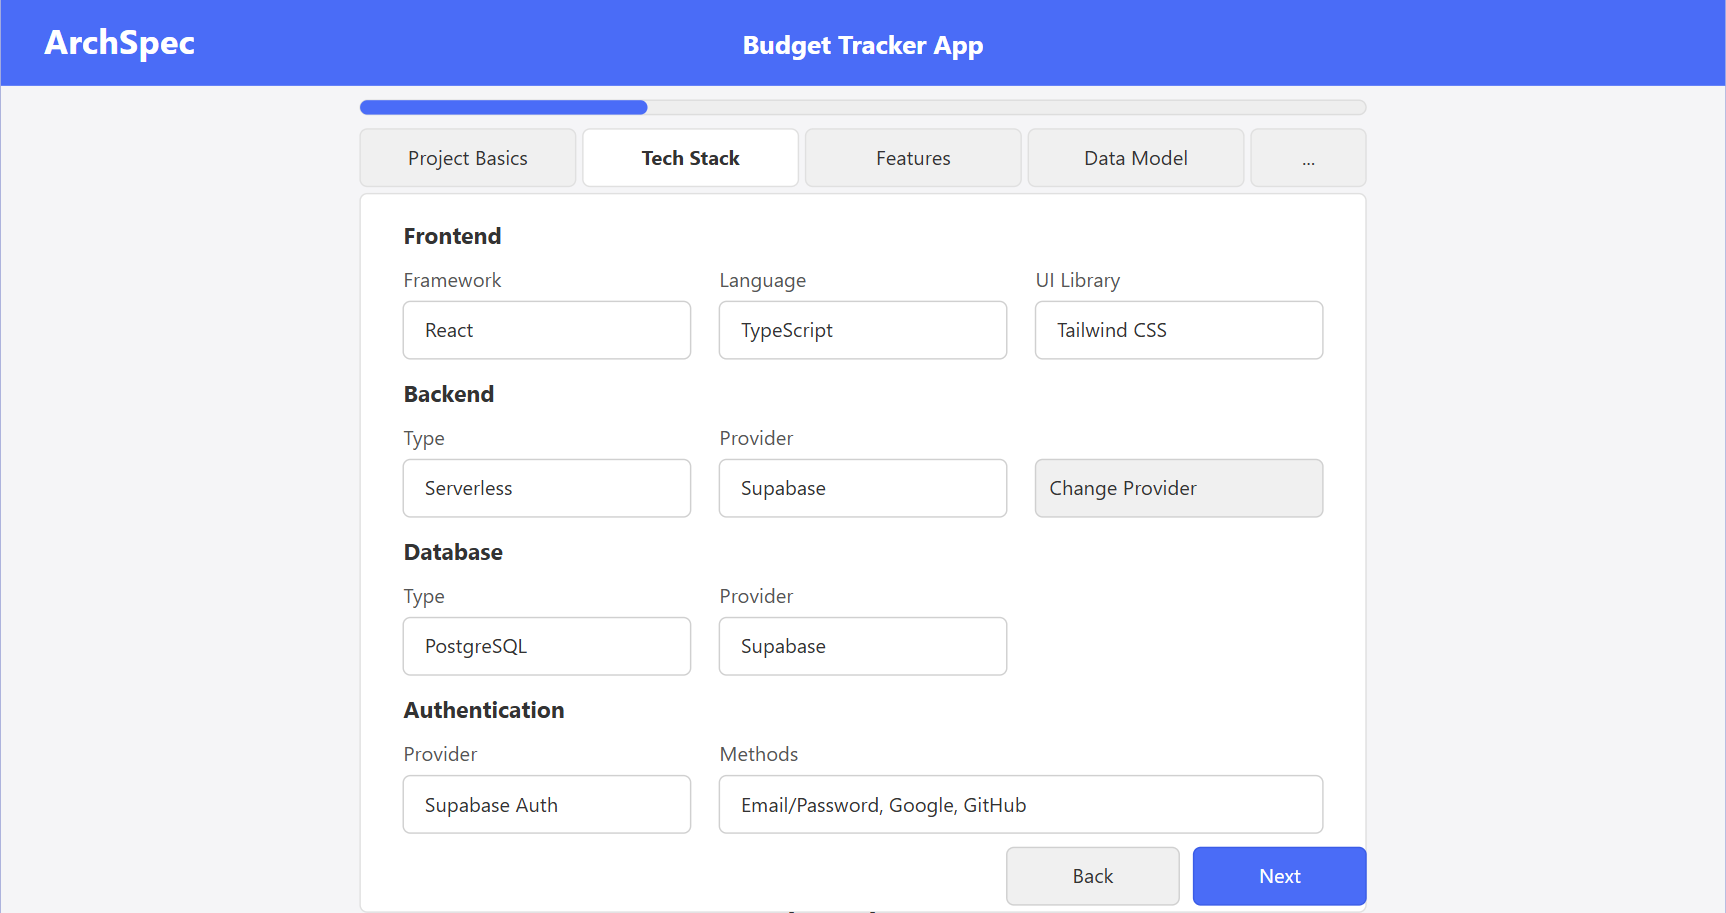 ArchSpec
Budget Tracker App
Project Basics
Tech Stack
Features
Data Model
...
Frontend
Framework
Language
UI Library
React
TypeScript
Tailwind CSS
Backend
Type
Provider
Serverless
Supabase
Change Provider
Database
Type
Provider
PostgreSQL
Supabase
Authentication
Provider
Methods
Supabase Auth
Email/Password, Google, GitHub
Back
Next